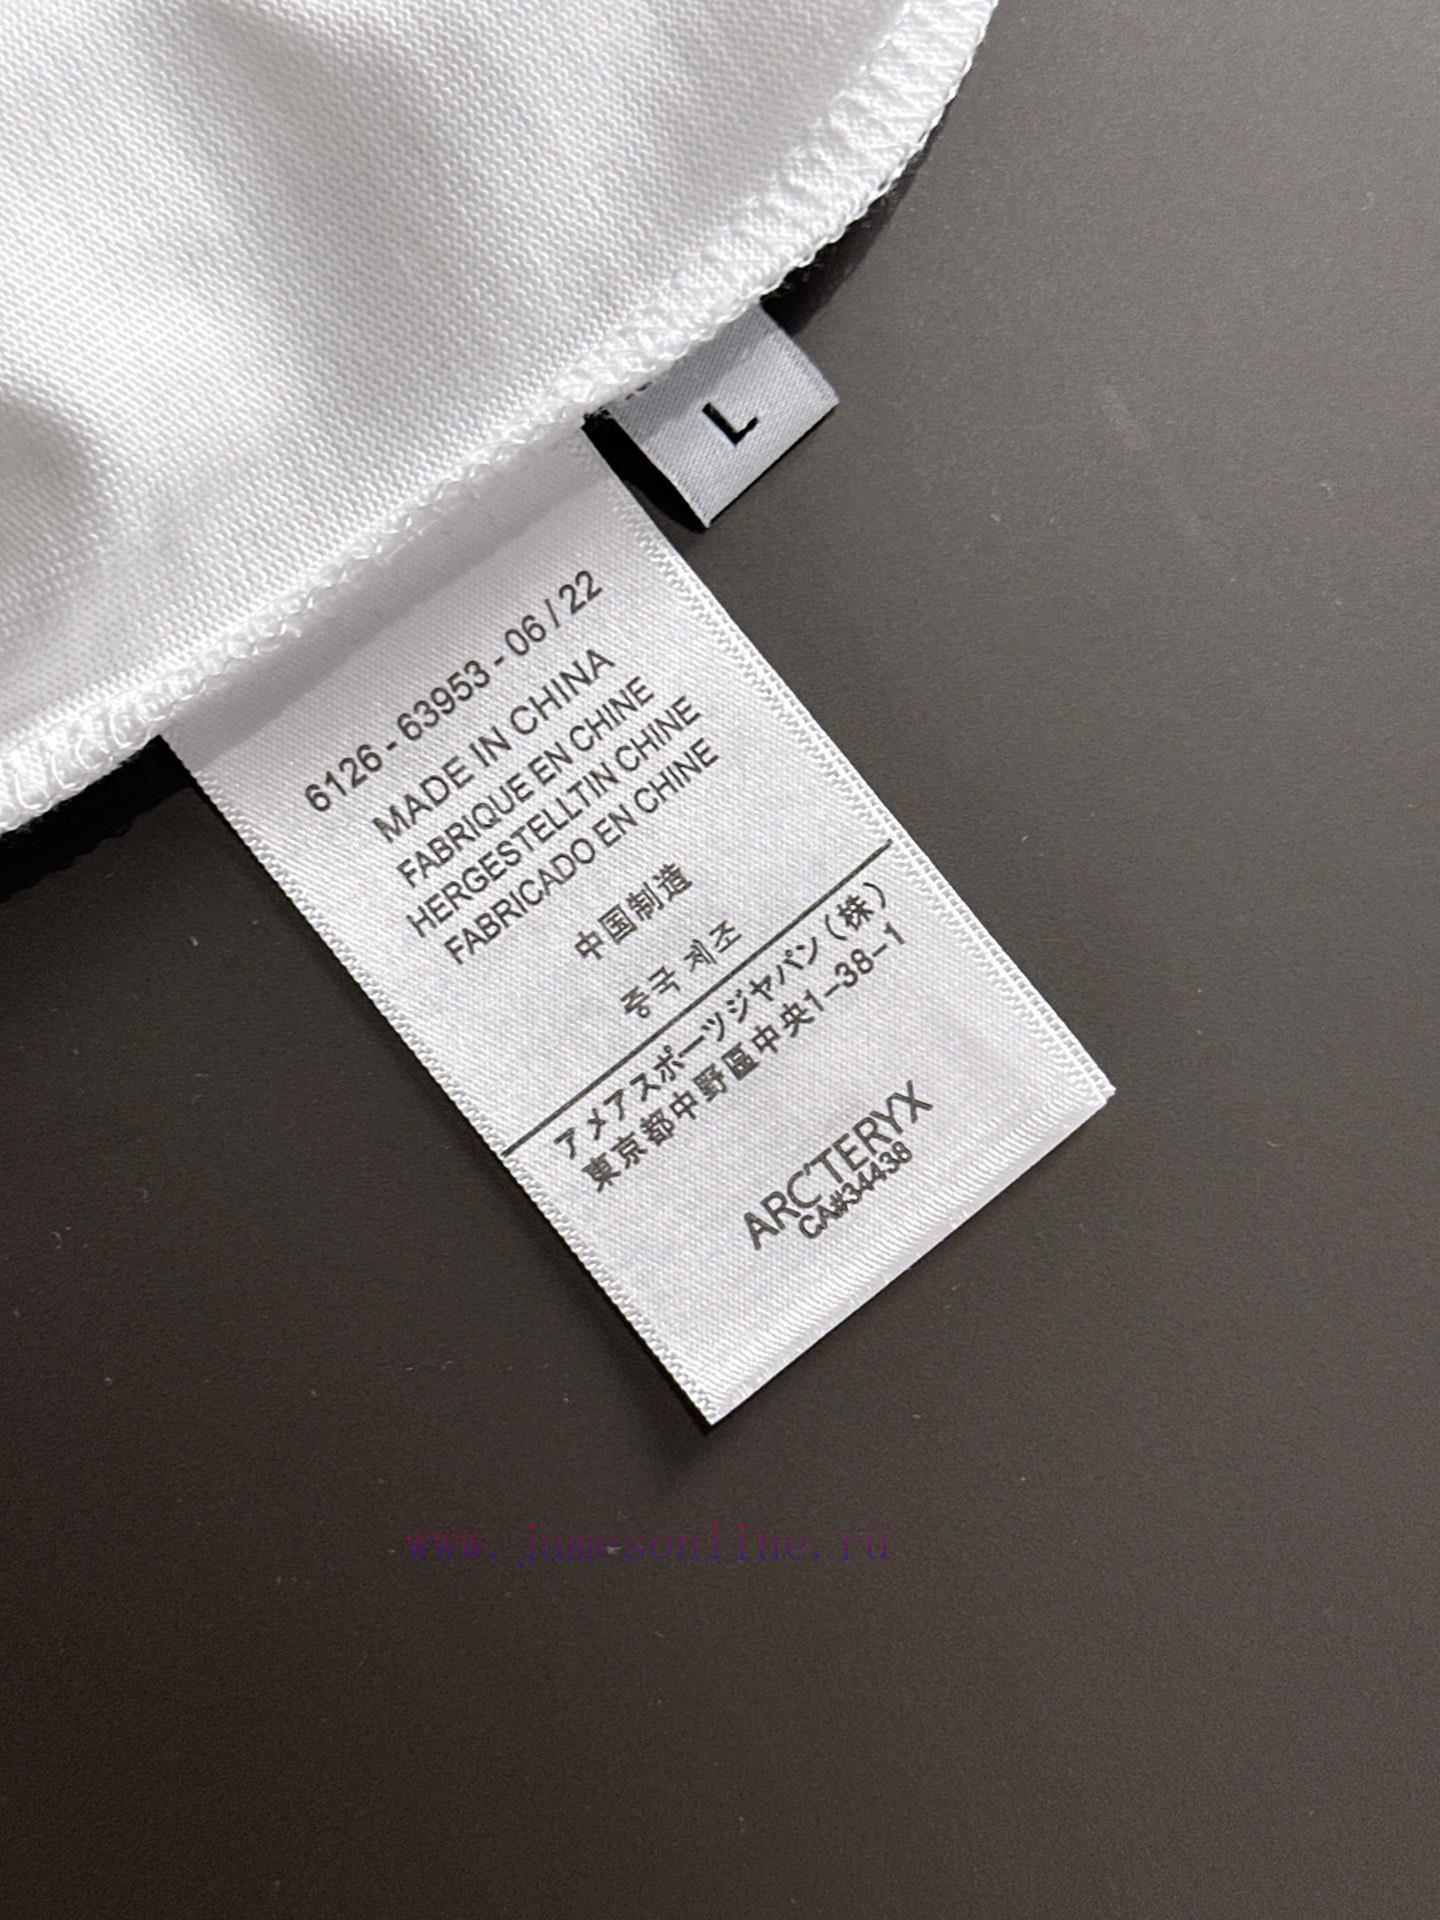 L
6126 - 63953 - 06 / 22
MADE IN CHINA
FABRIQUE EN CHINE
HERGESTELLTIN CHINE
FABRICADO EN CHINE
中国制造
중국 제조
アメアスポーツジャパン（株）
東京都中野區中央1-38-1
ARC'TERYX
CA#34438
www.jamesonline.ru